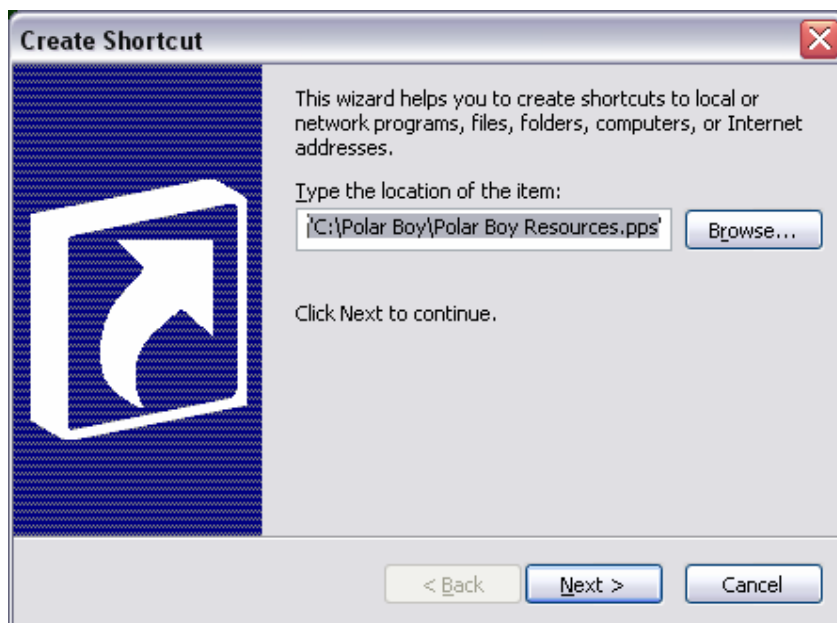 Create Shortcut
This wizard helps you to create shortcuts to local or
network programs, files, folders, computers, or Internet
addresses.
Type the location of the item:
"C:\Polar Boy\Polar Boy Resources.pps"
Browse...
Click Next to continue.
< Back
Next >
Cancel